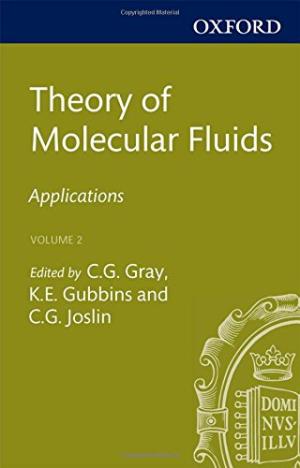 OXFORD
Theory of
Molecular Fluids
Applications
VOLUME 2
Edited by C.G. Gray,
K.E. Gubbins and
C.G. Joslin
DOMI
NVS·
ILLV